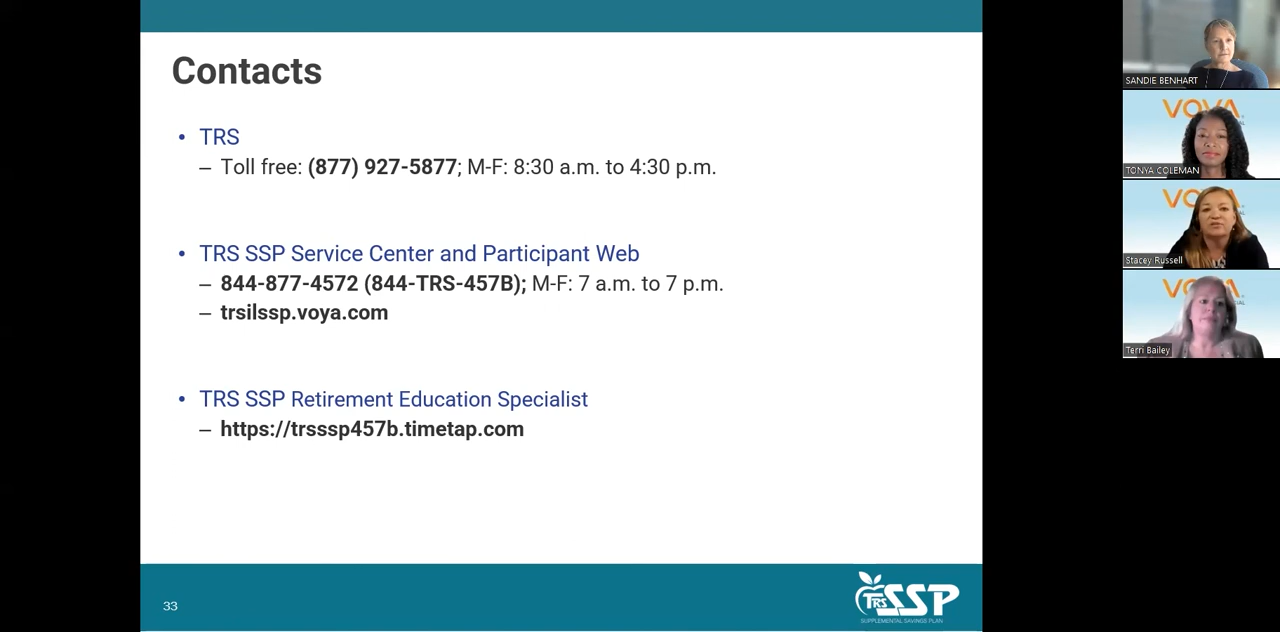 Contacts
• TRS
– Toll free: (877) 927-5877; M-F: 8:30 a.m. to 4:30 p.m.
• TRS SSP Service Center and Participant Web
– 844-877-4572 (844-TRS-457B); M-F: 7 a.m. to 7 p.m.
– trsilssp.voya.com
• TRS SSP Retirement Education Specialist
– https://trsssp457b.timetap.com
33
TRS SSP
SUPPLEMENTAL SAVINGS PLAN
SANDIE BENHART
VOYA
TONYA COLEMAN
VO
Stacey Russell
VOYA
Terri Bailey